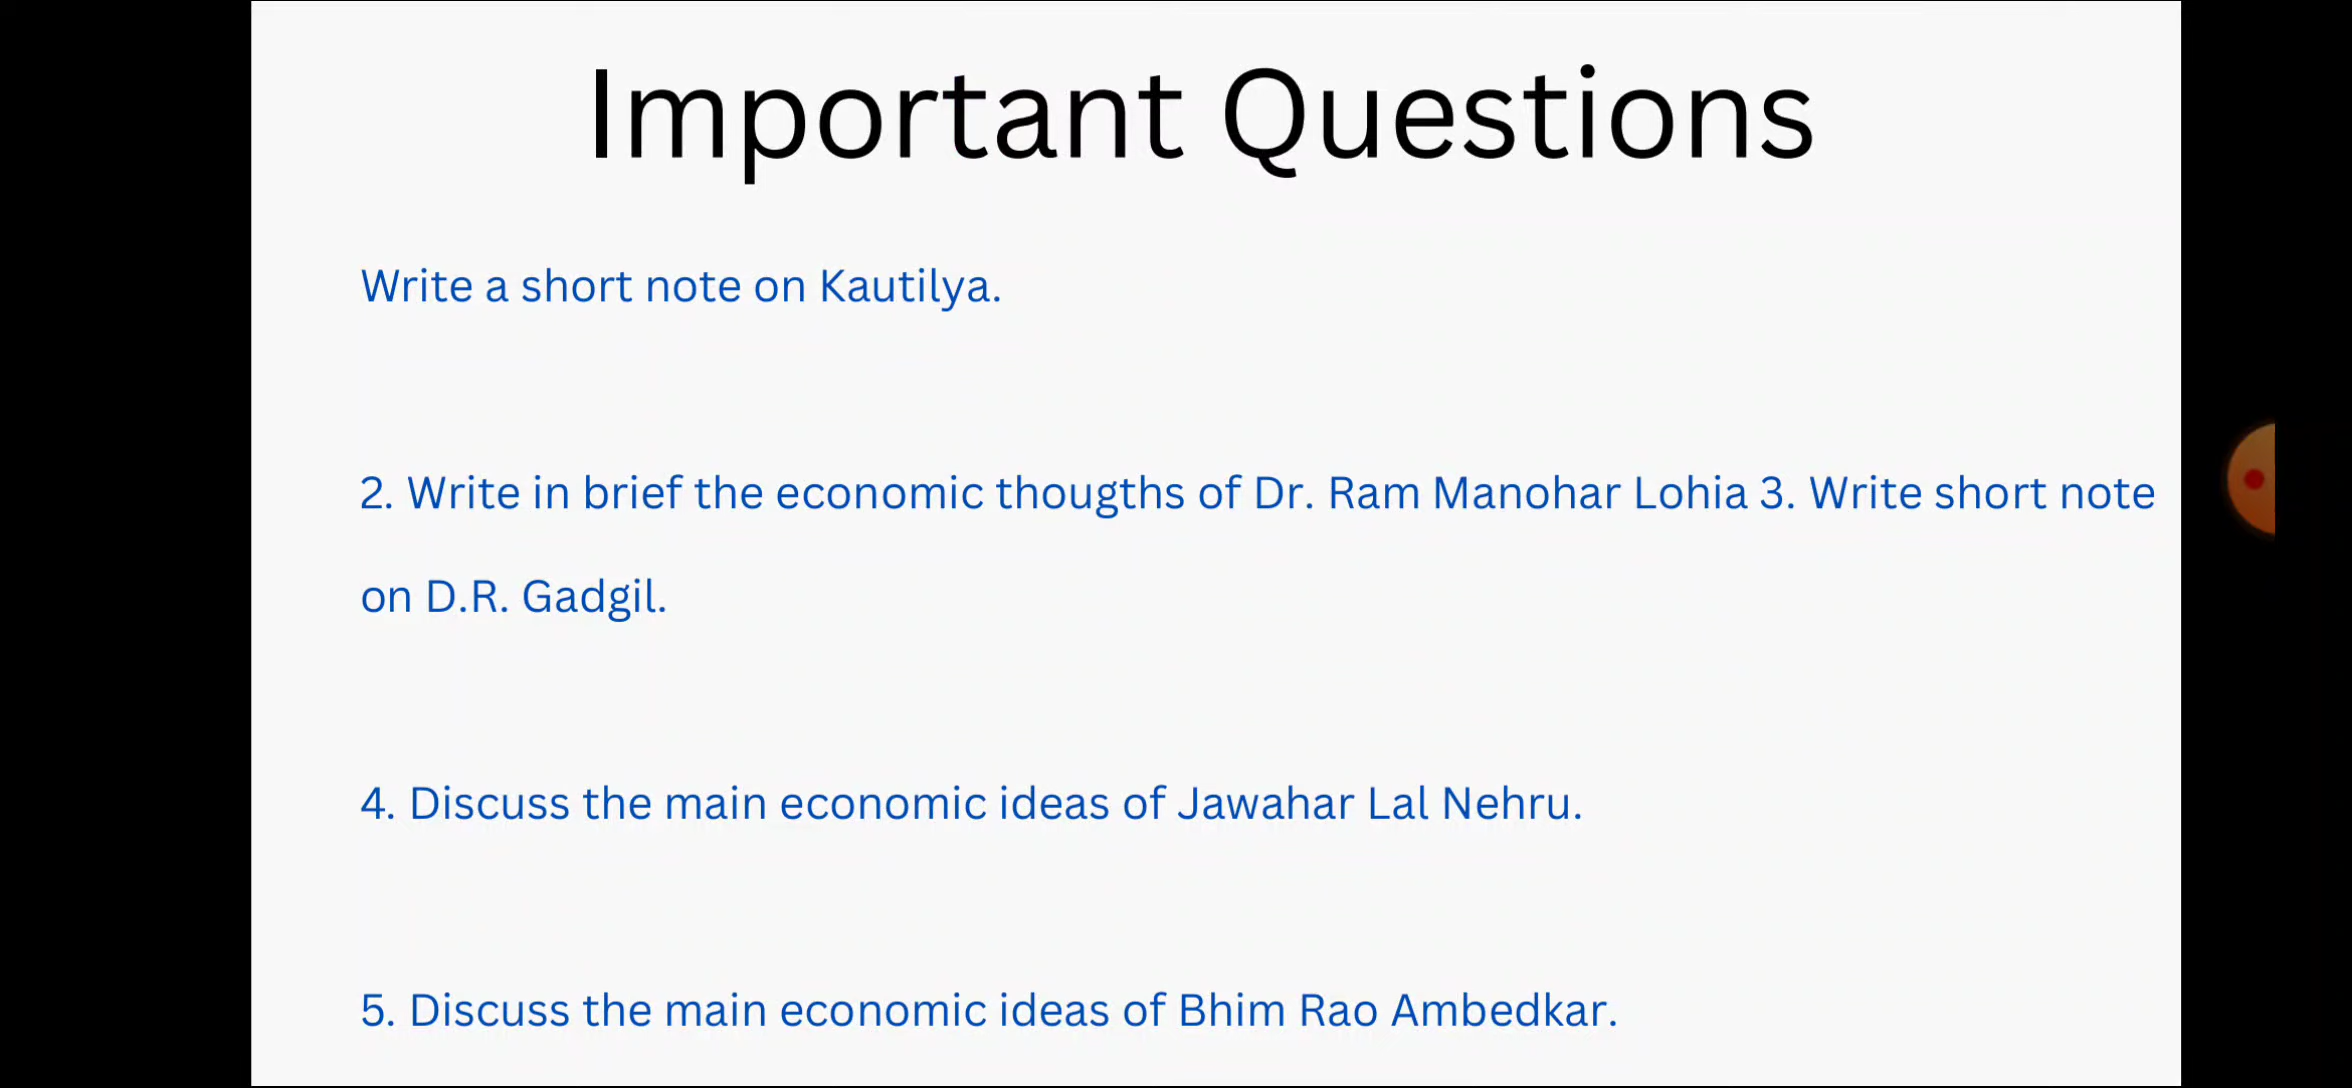 Important Questions
Write a short note on Kautilya.
2. Write in brief the economic thougths of Dr. Ram Manohar Lohia 3. Write short note
on D.R. Gadgil.
4. Discuss the main economic ideas of Jawahar Lal Nehru.
5. Discuss the main economic ideas of Bhim Rao Ambedkar.